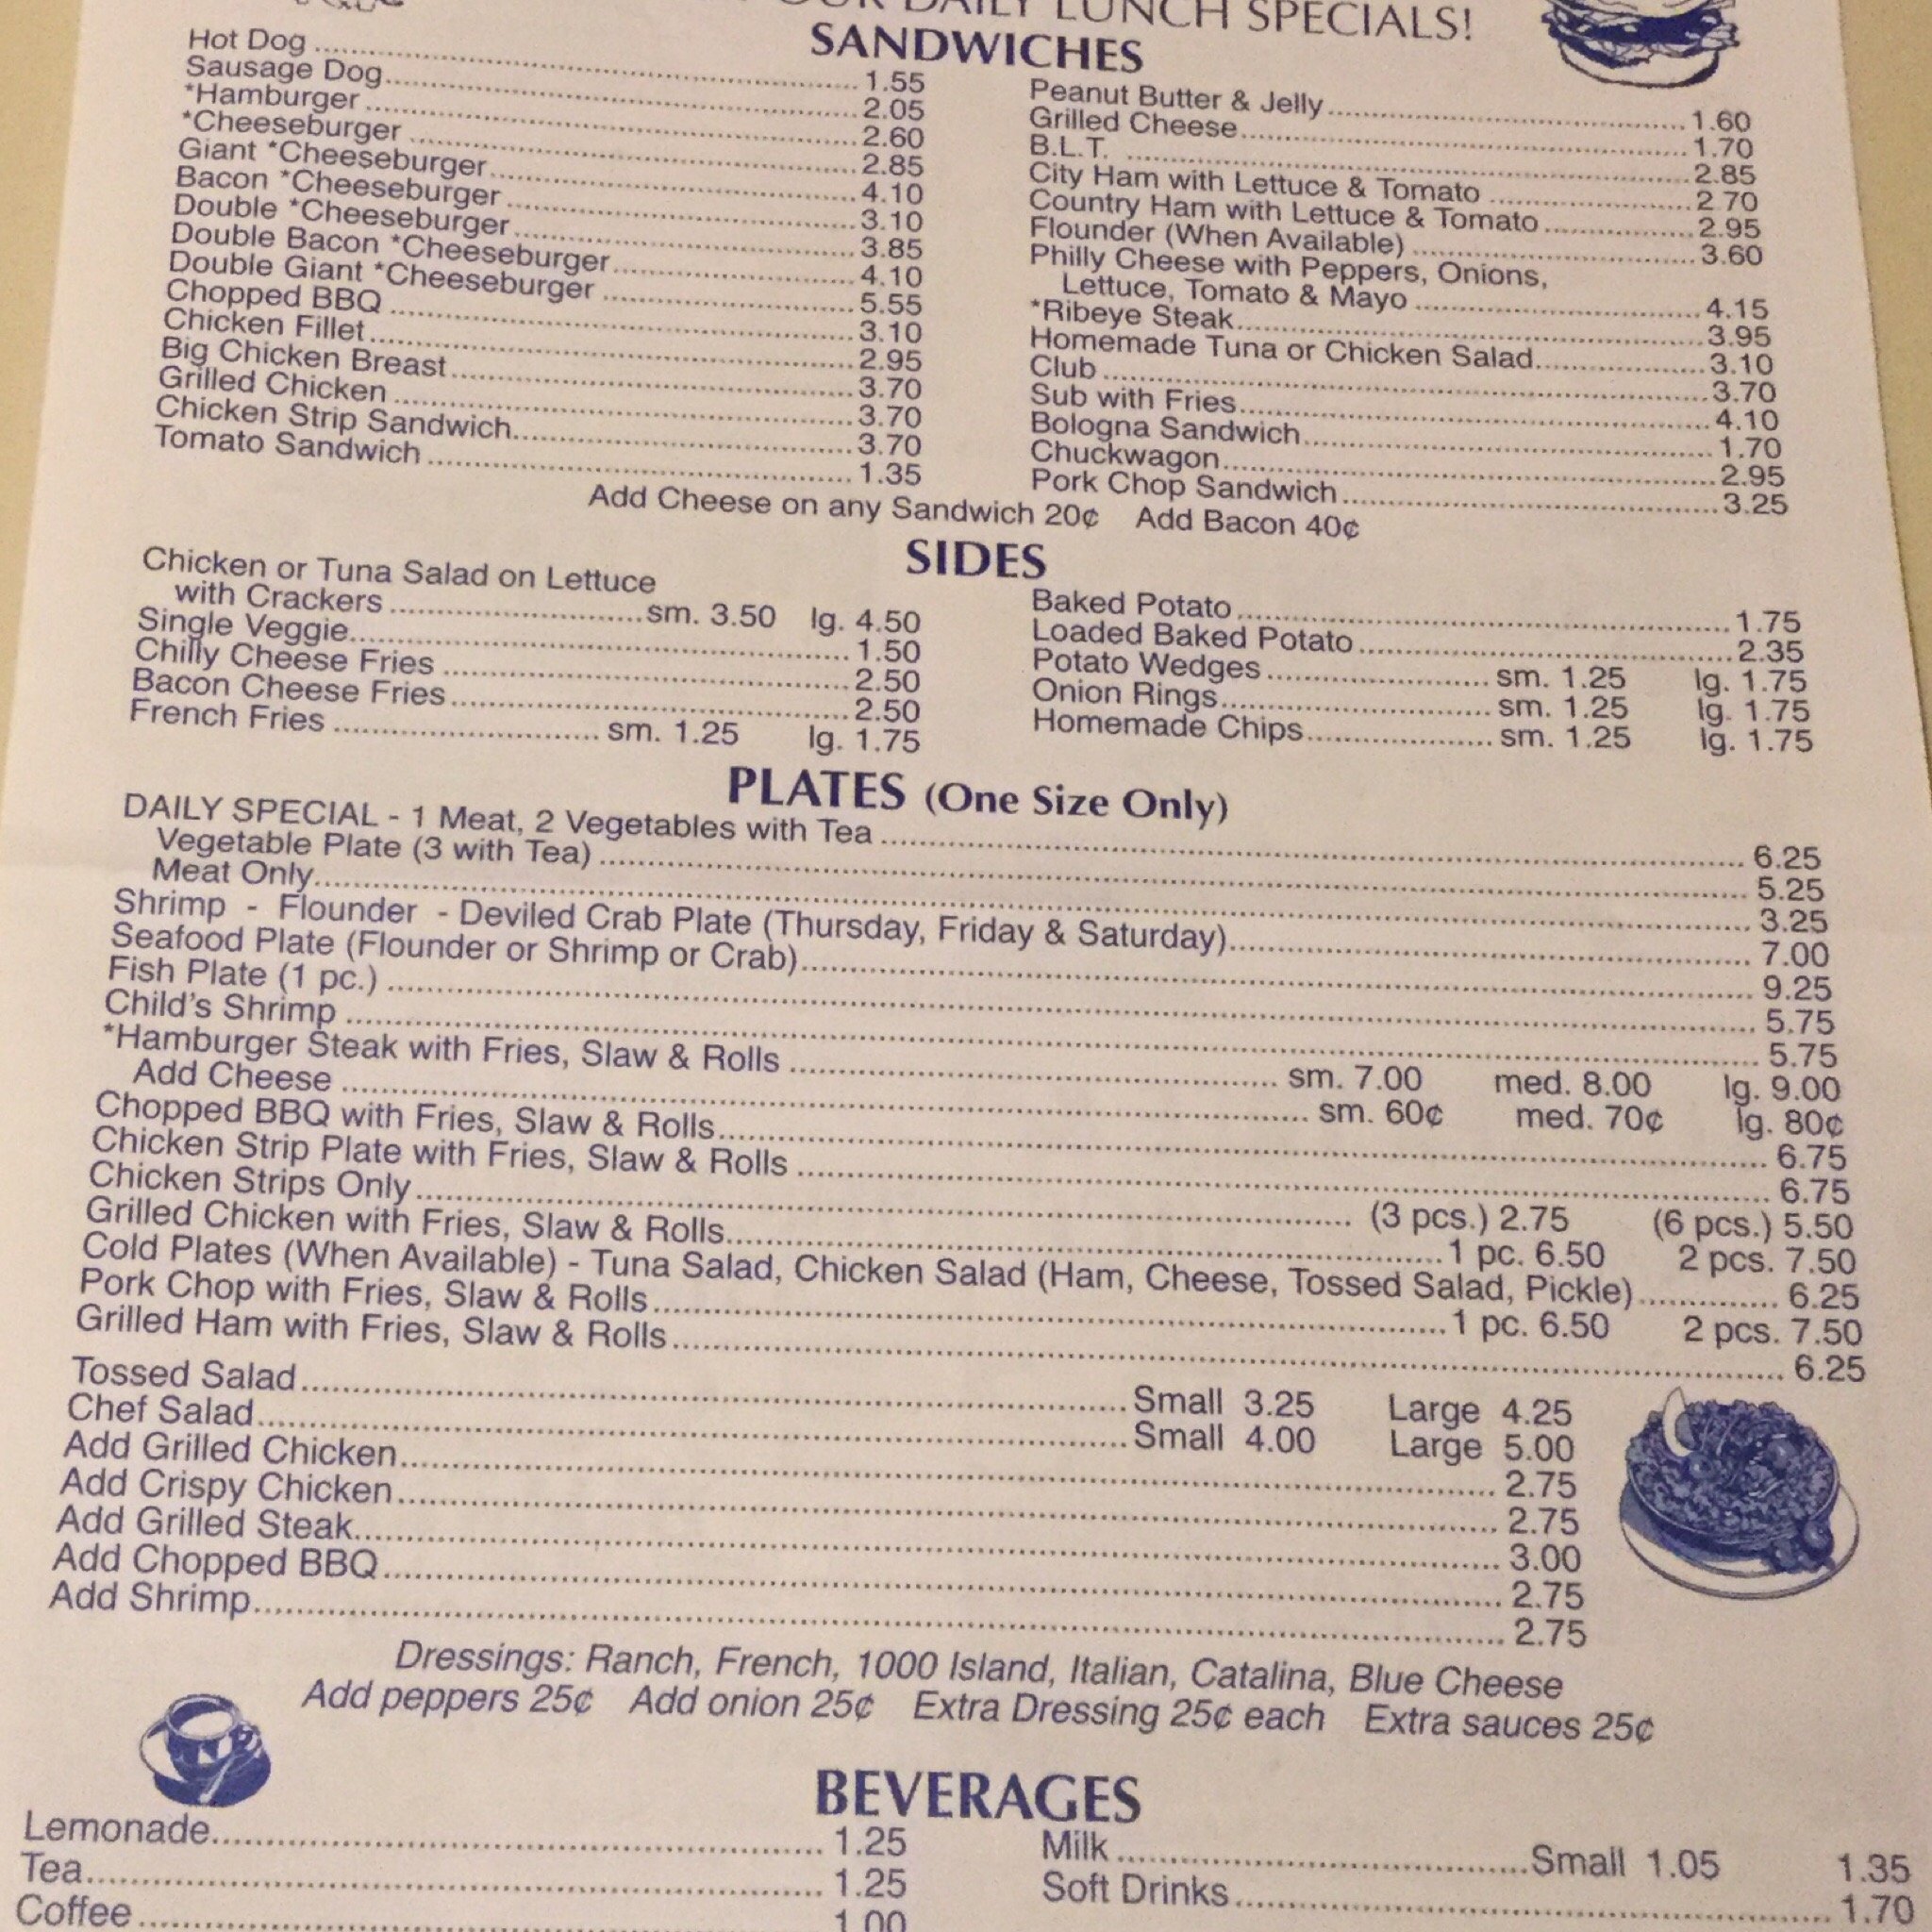 OUR DAILY LUNCH SPECIALS!
SANDWICHES
Hot Dog 1.55
Sausage Dog 2.05
*Hamburger 2.60
*Cheeseburger 2.85
Giant *Cheeseburger 4.10
Bacon *Cheeseburger 3.10
Double *Cheeseburger 3.85
Double Bacon *Cheeseburger 4.10
Double Giant *Cheeseburger 5.55
Chopped BBQ 3.10
Chicken Fillet 2.95
Big Chicken Breast 3.70
Grilled Chicken 3.70
Chicken Strip Sandwich 3.70
Tomato Sandwich 1.35
Peanut Butter & Jelly 1.60
Grilled Cheese 1.70
B.L.T. 2.85
City Ham with Lettuce & Tomato 2.70
Country Ham with Lettuce & Tomato 2.95
Flounder (When Available) 3.60
Philly Cheese with Peppers, Onions,
Lettuce, Tomato & Mayo 4.15
*Ribeye Steak 3.95
Homemade Tuna or Chicken Salad 3.10
Club 3.70
Sub with Fries 4.10
Bologna Sandwich 1.70
Chuckwagon 2.95
Pork Chop Sandwich 3.25
Add Cheese on any Sandwich 20¢ Add Bacon 40¢
SIDES
Chicken or Tuna Salad on Lettuce
with Crackers sm. 3.50 lg. 4.50
Single Veggie 1.50
Chilly Cheese Fries 2.50
Bacon Cheese Fries 2.50
French Fries sm. 1.25 lg. 1.75
Baked Potato 1.75
Loaded Baked Potato 2.35
Potato Wedges sm. 1.25 lg. 1.75
Onion Rings sm. 1.25 lg. 1.75
Homemade Chips sm. 1.25 lg. 1.75
PLATES (One Size Only)
DAILY SPECIAL - 1 Meat, 2 Vegetables with Tea 6.25
Vegetable Plate (3 with Tea) 5.25
Meat Only 3.25
Shrimp - Flounder - Deviled Crab Plate (Thursday, Friday & Saturday) 7.00
Seafood Plate (Flounder or Shrimp or Crab) 9.25
Fish Plate (1 pc.) 5.75
Child's Shrimp 5.75
*Hamburger Steak with Fries, Slaw & Rolls sm. 7.00 med. 8.00 lg. 9.00
Add Cheese sm. 60¢ med. 70¢ lg. 80¢
Chopped BBQ with Fries, Slaw & Rolls 6.75
Chicken Strip Plate with Fries, Slaw & Rolls 6.75
Chicken Strips Only (3 pcs.) 2.75 (6 pcs.) 5.50
Grilled Chicken with Fries, Slaw & Rolls 1 pc. 6.50 2 pcs. 7.50
Cold Plates (When Available) - Tuna Salad, Chicken Salad (Ham, Cheese, Tossed Salad, Pickle) 6.25
Pork Chop with Fries, Slaw & Rolls 1 pc. 6.50 2 pcs. 7.50
Grilled Ham with Fries, Slaw & Rolls 6.25
Tossed Salad Small 3.25 Large 4.25
Chef Salad Small 4.00 Large 5.00
Add Grilled Chicken 2.75
Add Crispy Chicken 2.75
Add Grilled Steak 3.00
Add Chopped BBQ 2.75
Add Shrimp 2.75
Dressings: Ranch, French, 1000 Island, Italian, Catalina, Blue Cheese
Add peppers 25¢ Add onion 25¢ Extra Dressing 25¢ each Extra sauces 25¢
BEVERAGES
Lemonade 1.25
Tea 1.25
Coffee 1.00
Milk Small 1.05 1.35
Soft Drinks 1.70